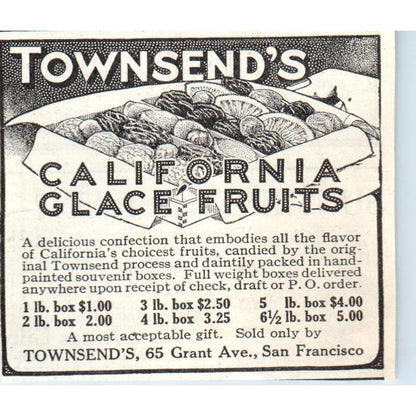 TOWNSEND'S
CALIFORNIA
GLACE FRUITS
A delicious confection that embodies all the flavor
of California's choicest fruits, candied by the orig-
inal Townsend process and daintily packed in hand-
painted souvenir boxes. Full weight boxes delivered
anywhere upon receipt of check, draft or P. O. order.
1 lb. box $1.00 3 lb. box $2.50 5 lb. box $4.00
2 lb. box 2.00 4 lb. box 3.25 6½ lb. box 5.00
A most acceptable gift. Sold only by
TOWNSEND'S, 65 Grant Ave., San Francisco